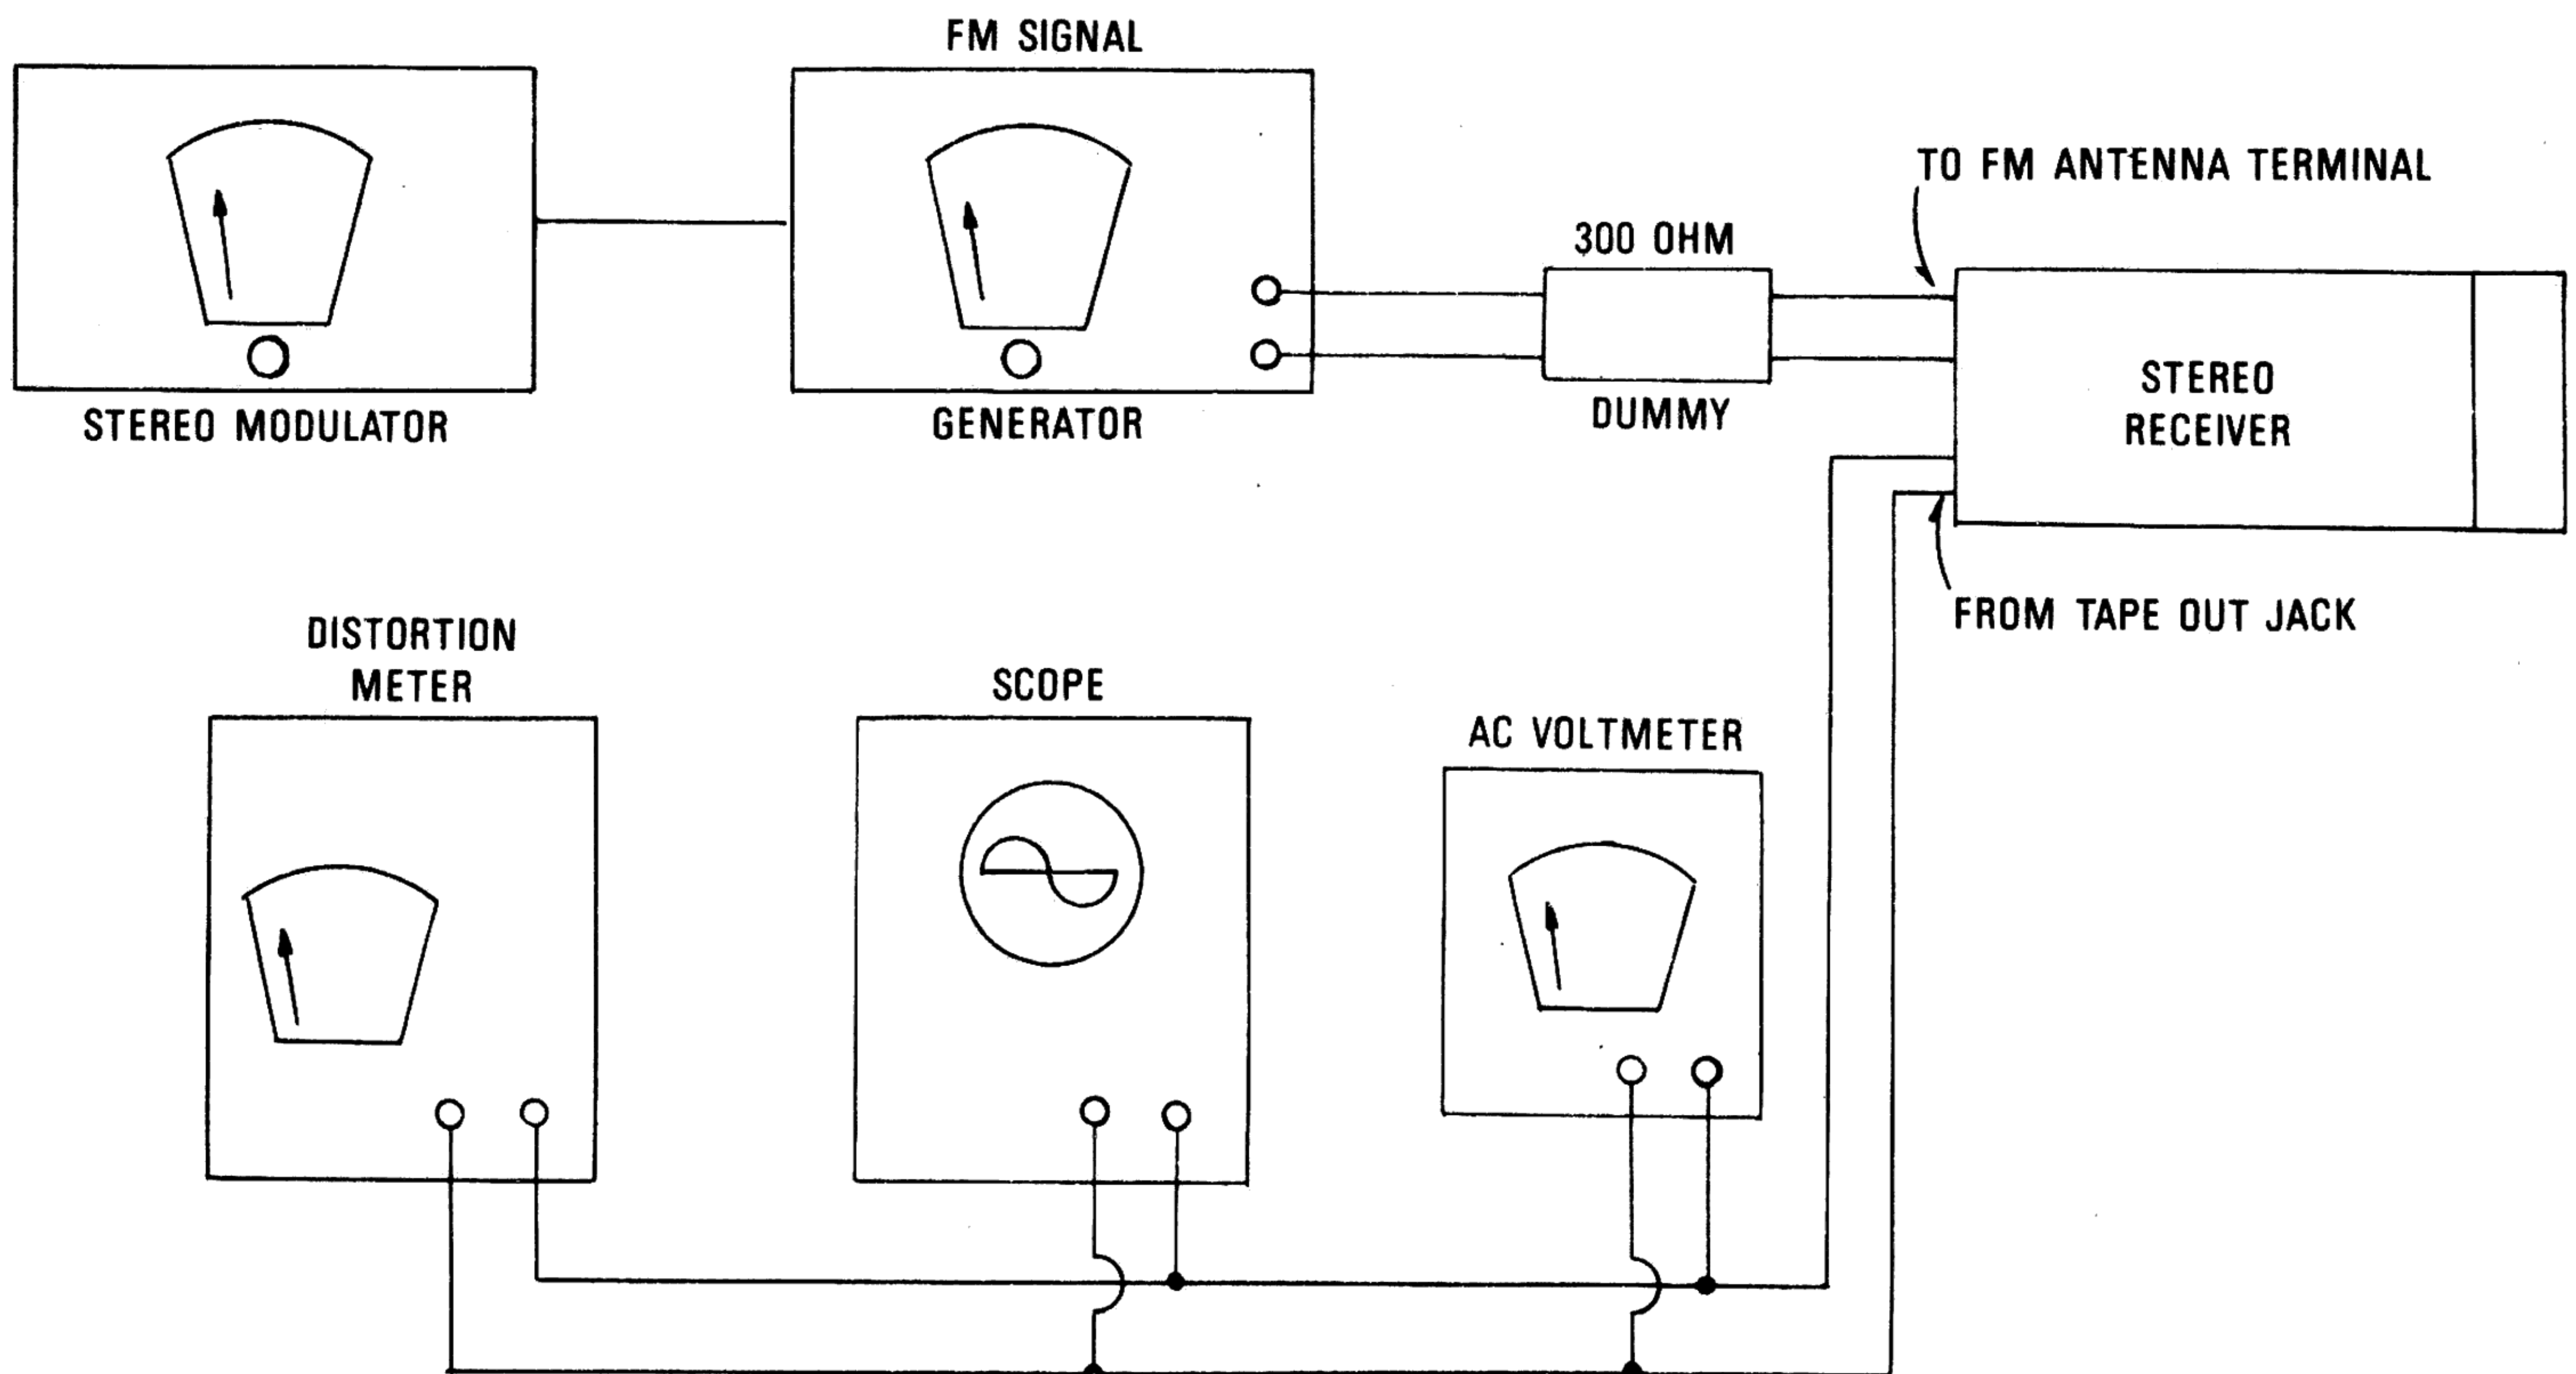 FM SIGNAL
STEREO MODULATOR
GENERATOR
300 OHM
DUMMY
TO FM ANTENNA TERMINAL
STEREO
RECEIVER
FROM TAPE OUT JACK
DISTORTION
METER
SCOPE
AC VOLTMETER